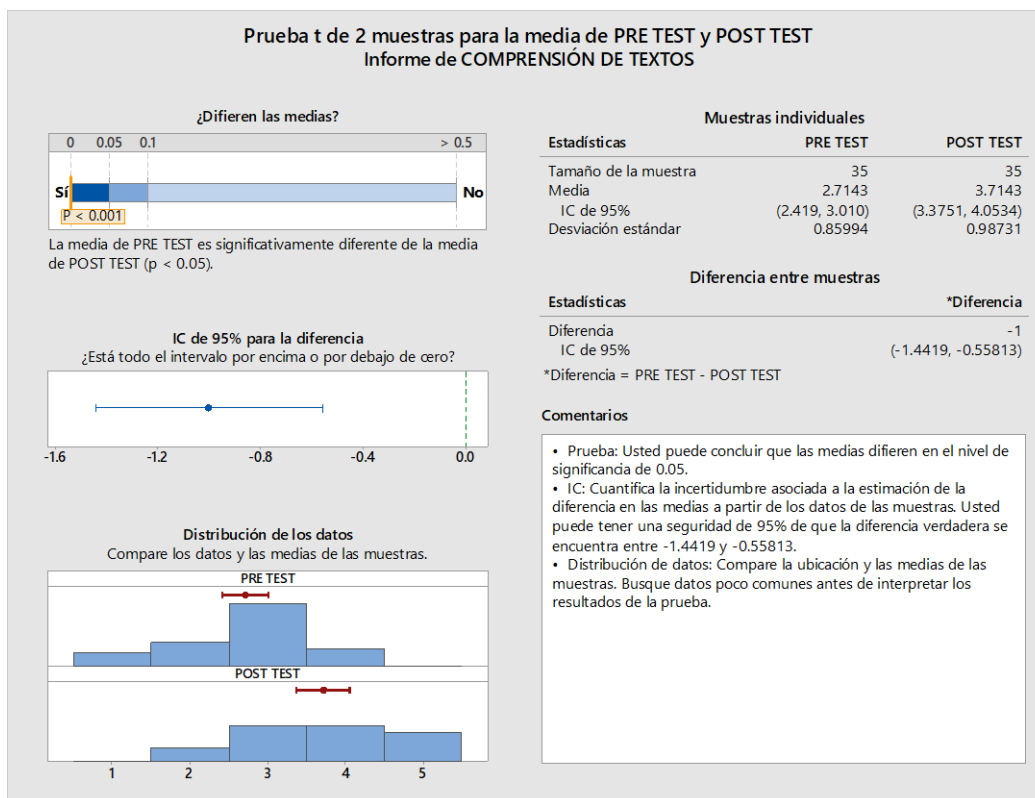 Prueba t de 2 muestras para la media de PRE TEST y POST TEST
Informe de COMPRENSIÓN DE TEXTOS
¿Difieren las medias?
0 0.05 0.1 > 0.5
Sí No
P < 0.001
La media de PRE TEST es significativamente diferente de la media
de POST TEST (p < 0.05).
IC de 95% para la diferencia
¿Está todo el intervalo por encima o por debajo de cero?
-1.6 -1.2 -0.8 -0.4 0.0
Distribución de los datos
Compare los datos y las medias de las muestras.
PRE TEST
POST TEST
1 2 3 4 5
Muestras individuales
Estadísticas PRE TEST POST TEST
Tamaño de la muestra 35 35
Media 2.7143 3.7143
IC de 95% (2.419, 3.010) (3.3751, 4.0534)
Desviación estándar 0.85994 0.98731
Diferencia entre muestras
Estadísticas *Diferencia
Diferencia -1
IC de 95% (-1.4419, -0.55813)
*Diferencia = PRE TEST - POST TEST
Comentarios
• Prueba: Usted puede concluir que las medias difieren en el nivel de
significancia de 0.05.
• IC: Cuantifica la incertidumbre asociada a la estimación de la
diferencia en las medias a partir de los datos de las muestras. Usted
puede tener una seguridad de 95% de que la diferencia verdadera se
encuentra entre -1.4419 y -0.55813.
• Distribución de datos: Compare la ubicación y las medias de las
muestras. Busque datos poco comunes antes de interpretar los
resultados de la prueba.